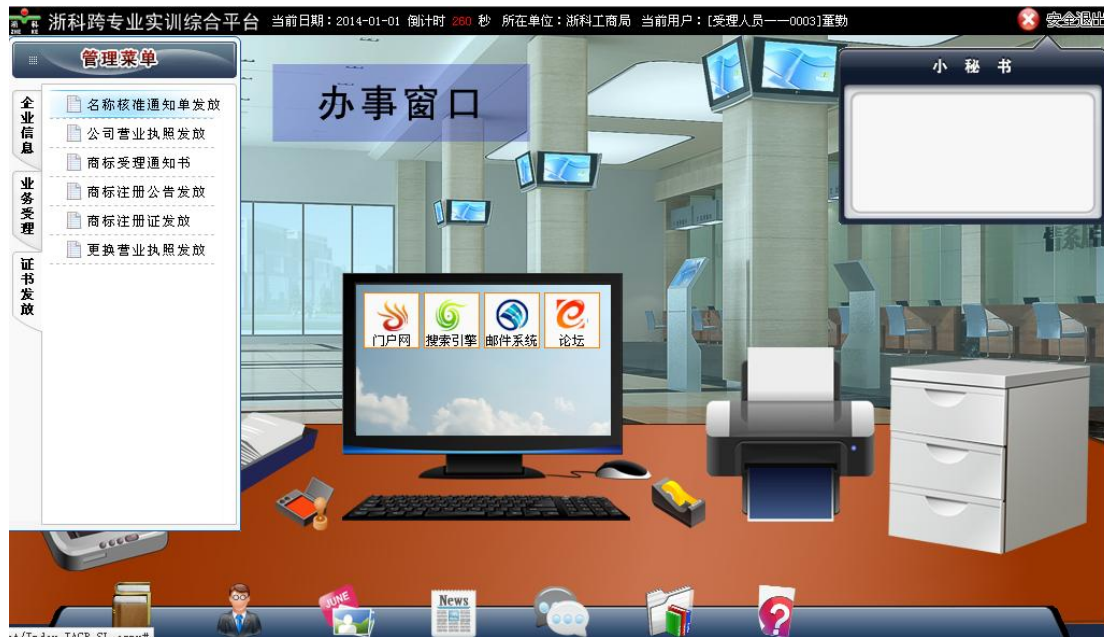 浙科跨专业实训综合平台 当前日期：2014-01-01 倒计时 260 秒 所在单位：浙科工商局 当前用户：[受理人员——0003]董勤
安全退出
ZHE KE
管理菜单
办事窗口
小秘书
企业信息
业务受理
证书发放
名称核准通知单发放
公司营业执照发放
商标受理通知书
商标注册公告发放
商标注册证发放
更换营业执照发放
门户网 搜索引擎 邮件系统 论坛
JUNE
News